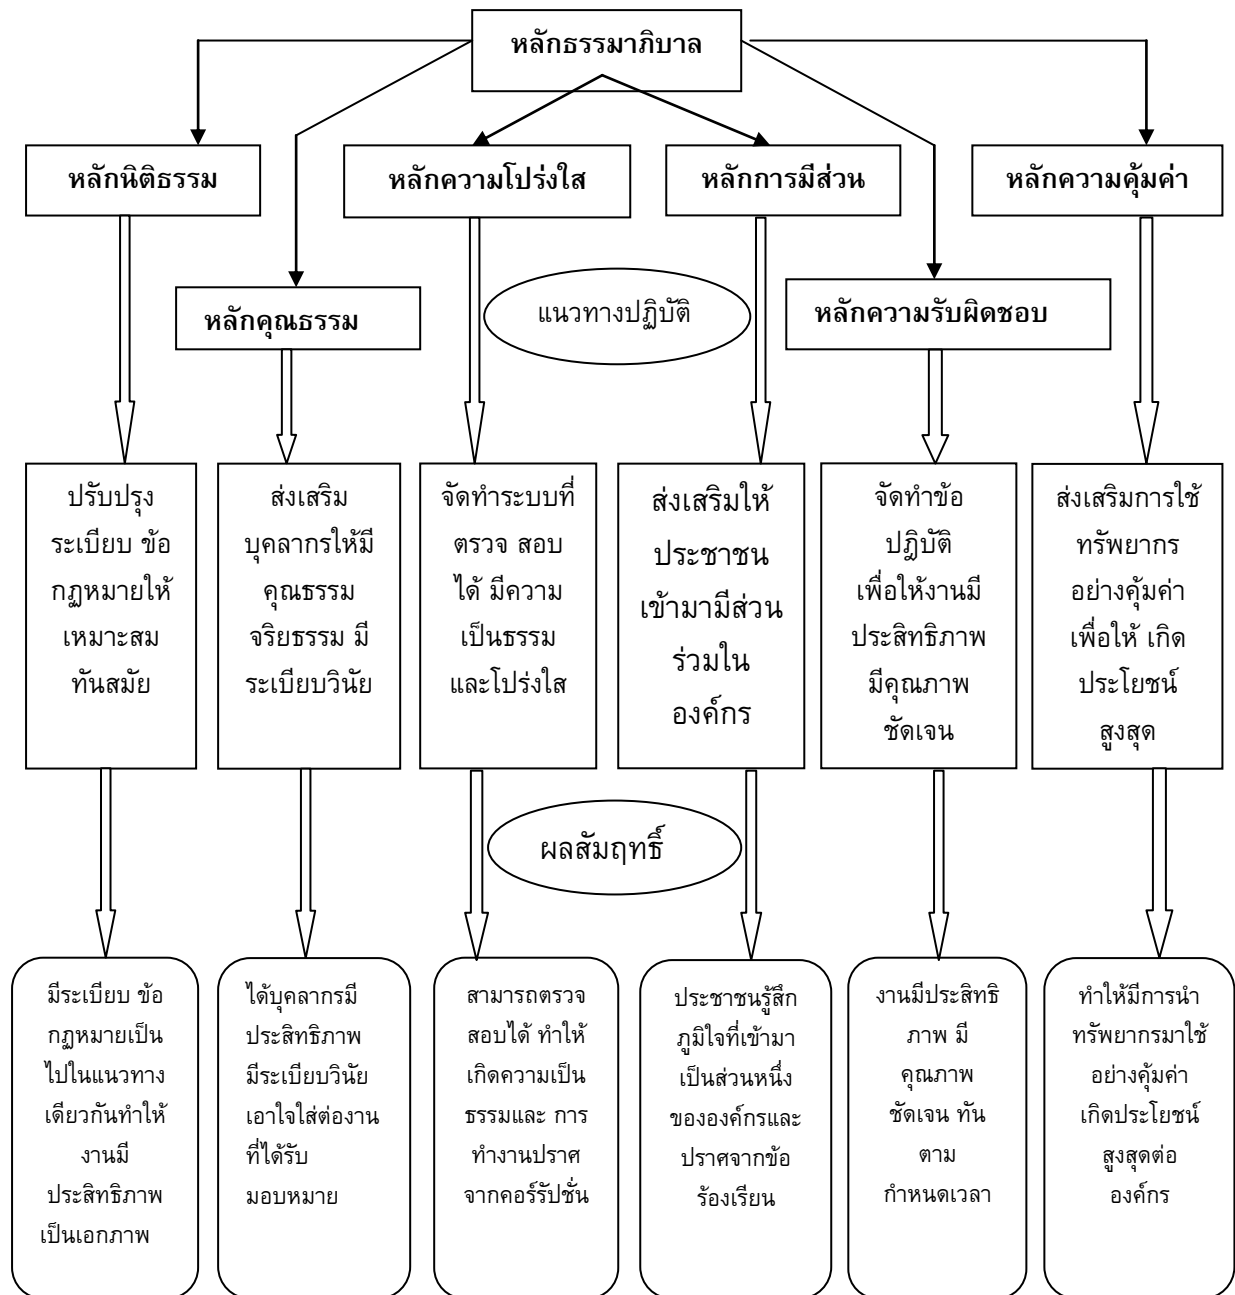 หลักธรรมาภิบาล
หลักนิติธรรม
หลักความโปร่งใส
หลักการมีส่วน
หลักความคุ้มค่า
หลักคุณธรรม
แนวทางปฏิบัติ
หลักความรับผิดชอบ
ปรับปรุง
ระเบียบ ข้อ
กฎหมายให้
เหมาะสม
ทันสมัย
ส่งเสริม
บุคลากรให้มี
คุณธรรม
จริยธรรม มี
ระเบียบวินัย
จัดทำระบบที่
ตรวจ สอบ
ได้ มีความ
เป็นธรรม
และโปร่งใส
ส่งเสริมให้
ประชาชน
เข้ามามีส่วน
ร่วมใน
องค์กร
จัดทำข้อ
ปฎิบัติ
เพื่อให้งานมี
ประสิทธิภาพ
มีคุณภาพ
ชัดเจน
ส่งเสริมการใช้
ทรัพยากร
อย่างคุ้มค่า
เพื่อให้ เกิด
ประโยชน์
สูงสุด
ผลสัมฤทธิ์
มีระเบียบ ข้อ
กฏหมายเป็น
ไปในแนวทาง
เดียวกันทำให้
งานมี
ประสิทธิภาพ
เป็นเอกภาพ
ได้บุคลากรมี
ประสิทธิภาพ
มีระเบียบวินัย
เอาใจใส่ต่องาน
ที่ได้รับ
มอบหมาย
สามารถตรวจ
สอบได้ ทำให้
เกิดความเป็น
ธรรมและ การ
ทำงานปราศ
จากคอร์รัปชั่น
ประชาชนรู้สึก
ภูมิใจที่เข้ามา
เป็นส่วนหนึ่ง
ขององค์กรและ
ปราศจากข้อ
ร้องเรียน
งานมีประสิทธิ
ภาพ มี
คุณภาพ
ชัดเจน ทัน
ตาม
กำหนดเวลา
ทำให้มีการนำ
ทรัพยากรมาใช้
อย่างคุ้มค่า
เกิดประโยชน์
สูงสุดต่อ
องค์กร